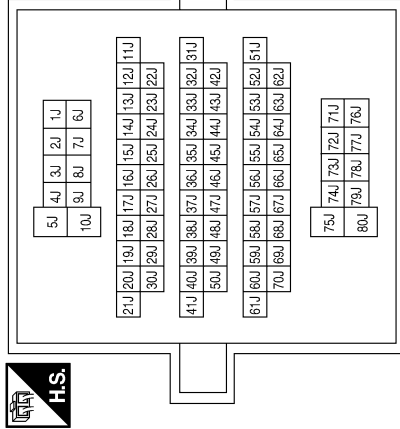 H.S.
5J 4J 3J 2J 1J
10J 9J 8J 7J 6J
21J 20J 19J 18J 17J 16J 15J 14J 13J 12J 11J
30J 29J 28J 27J 26J 25J 24J 23J 22J
41J 40J 39J 38J 37J 36J 35J 34J 33J 32J 31J
50J 49J 48J 47J 46J 45J 44J 43J 42J
61J 60J 59J 58J 57J 56J 55J 54J 53J 52J 51J
70J 69J 68J 67J 66J 65J 64J 63J 62J
75J 74J 73J 72J 71J
80J 79J 78J 77J 76J